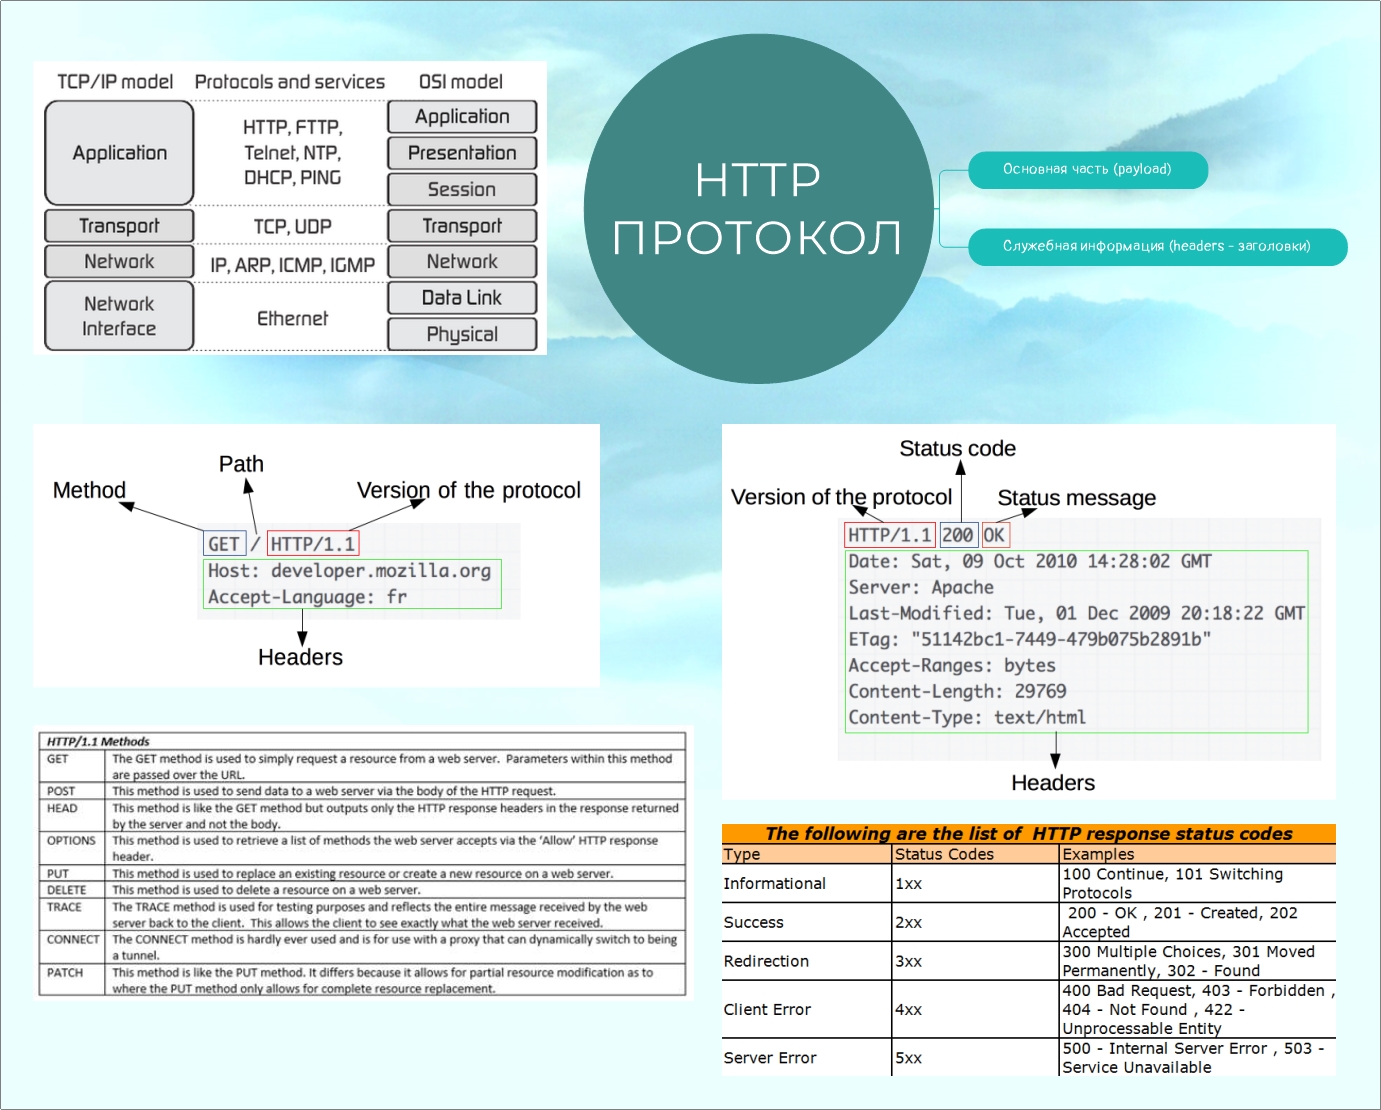 TCP/IP model Protocols and services OSI model
Application
HTTP, FTTP,
Telnet, NTP,
DHCP, PING
Application
Presentation
Session
Transport TCP, UDP Transport
Network IP, ARP, ICMP, IGMP Network
Network
Interface
Ethernet
Data Link
Physical
HTTP
ПРОТОКОЛ
Основная часть (payload)
Служебная информация (headers - заголовки)
Path
Method
Version of the protocol
GET / HTTP/1.1
Host: developer.mozilla.org
Accept-Language: fr
Headers
Status code
Version of the protocol
Status message
HTTP/1.1 200 OK
Date: Sat, 09 Oct 2010 14:28:02 GMT
Server: Apache
Last-Modified: Tue, 01 Dec 2009 20:18:22 GMT
ETag: "51142bc1-7449-479b075b2891b"
Accept-Ranges: bytes
Content-Length: 29769
Content-Type: text/html
Headers
HTTP/1.1 Methods
GET The GET method is used to simply request a resource from a web server. Parameters within this method
are passed over the URL.
POST This method is used to send data to a web server via the body of the HTTP request.
HEAD This method is like the GET method but outputs only the HTTP response headers in the response returned
by the server and not the body.
OPTIONS This method is used to retrieve a list of methods the web server accepts via the ‘Allow’ HTTP response
header.
PUT This method is used to replace an existing resource or create a new resource on a web server.
DELETE This method is used to delete a resource on a web server.
TRACE The TRACE method is used for testing purposes and reflects the entire message received by the web
server back to the client. This allows the client to see exactly what the web server received.
CONNECT The CONNECT method is hardly ever used and is for use with a proxy that can dynamically switch to being
a tunnel.
PATCH This method is like the PUT method. It differs because it allows for partial resource modification as to
where the PUT method only allows for complete resource replacement.
The following are the list of HTTP response status codes
Type Status Codes Examples
Informational 1xx 100 Continue, 101 Switching
Protocols
Success 2xx 200 - OK , 201 - Created, 202
Accepted
Redirection 3xx 300 Multiple Choices, 301 Moved
Permanently, 302 - Found
Client Error 4xx 400 Bad Request, 403 - Forbidden ,
404 - Not Found , 422 -
Unprocessable Entity
Server Error 5xx 500 - Internal Server Error , 503 -
Service Unavailable